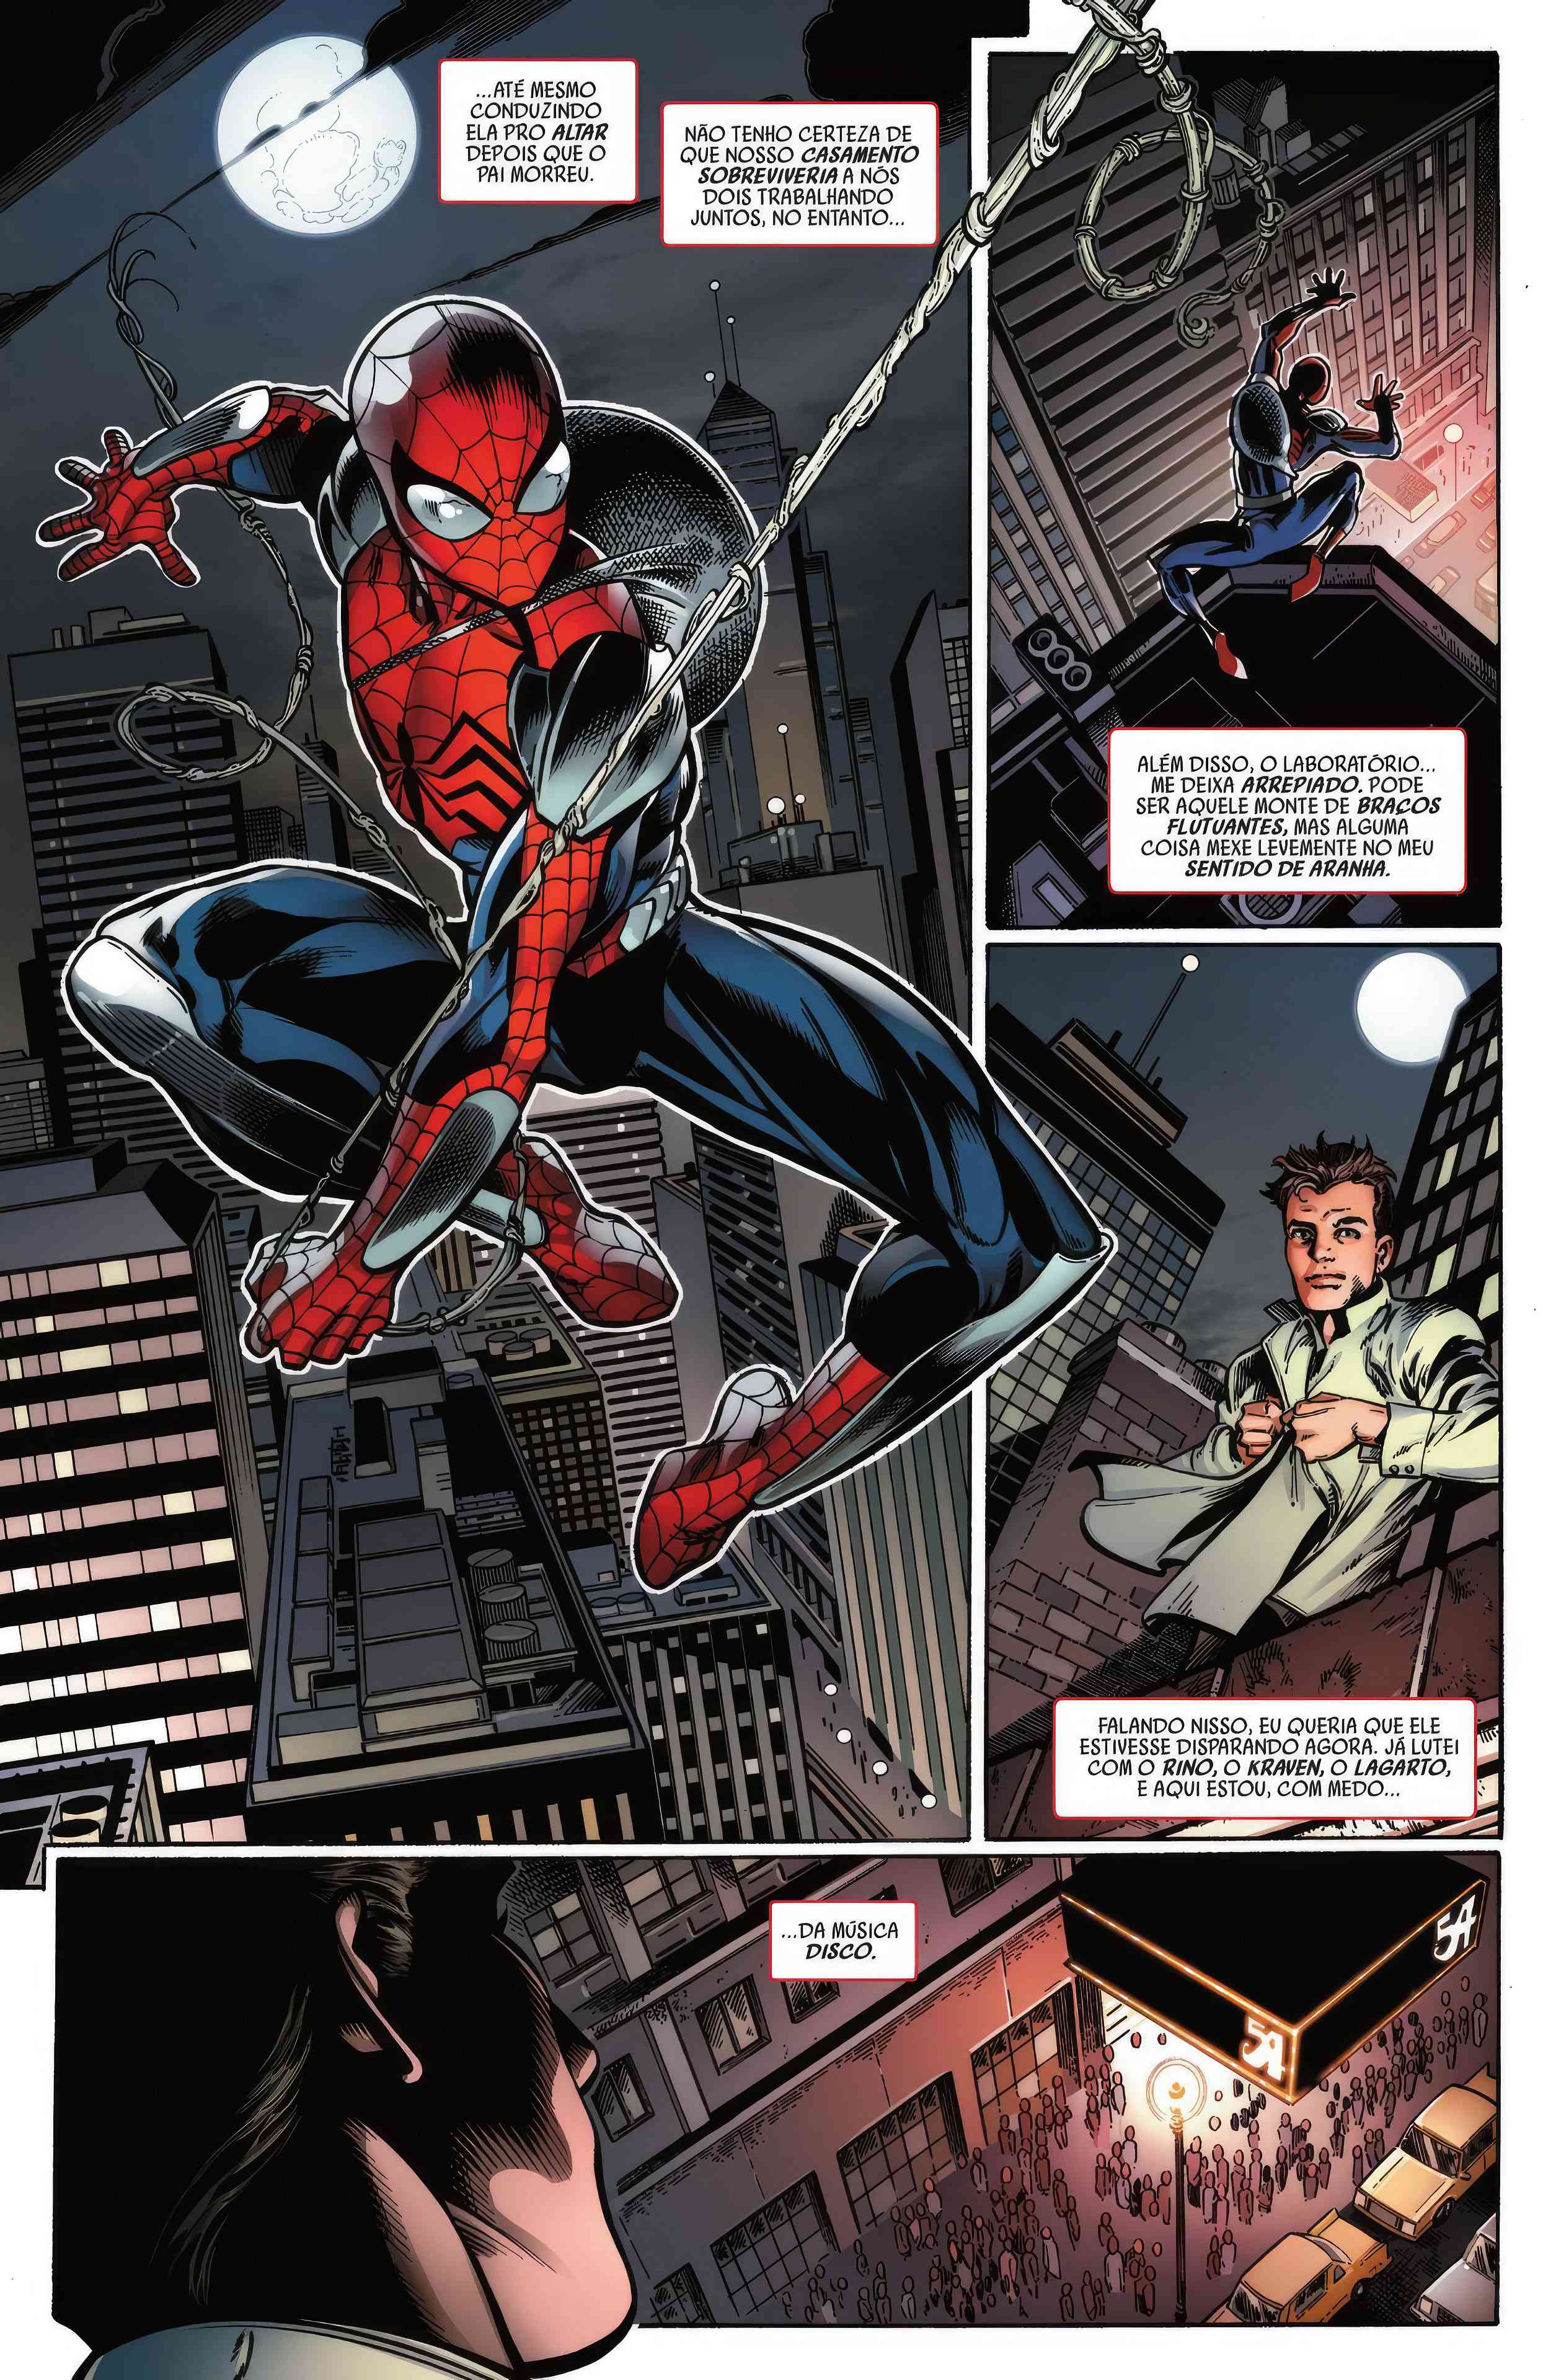 ...ATÉ MESMO
CONDUZINDO
ELA PRO ALTAR
DEPOIS QUE O
PAI MORREU.
NÃO TENHO CERTEZA DE
QUE NOSSO CASAMENTO
SOBREVIVERIA A NÓS
DOIS TRABALHANDO
JUNTOS, NO ENTANTO...
ALÉM DISSO, O LABORATÓRIO...
ME DEIXA ARREPIADO. PODE
SER AQUELE MONTE DE BRAÇOS
FLUTUANTES, MAS ALGUMA
COISA MEXE LEVEMENTE NO MEU
SENTIDO DE ARANHA.
FALANDO NISSO, EU QUERIA QUE ELE
ESTIVESSE DISPARANDO AGORA. JÁ LUTEI
COM O RINO, O KRAVEN, O LAGARTO,
E AQUI ESTOU, COM MEDO...
...DA MÚSICA
DISCO.
54
54